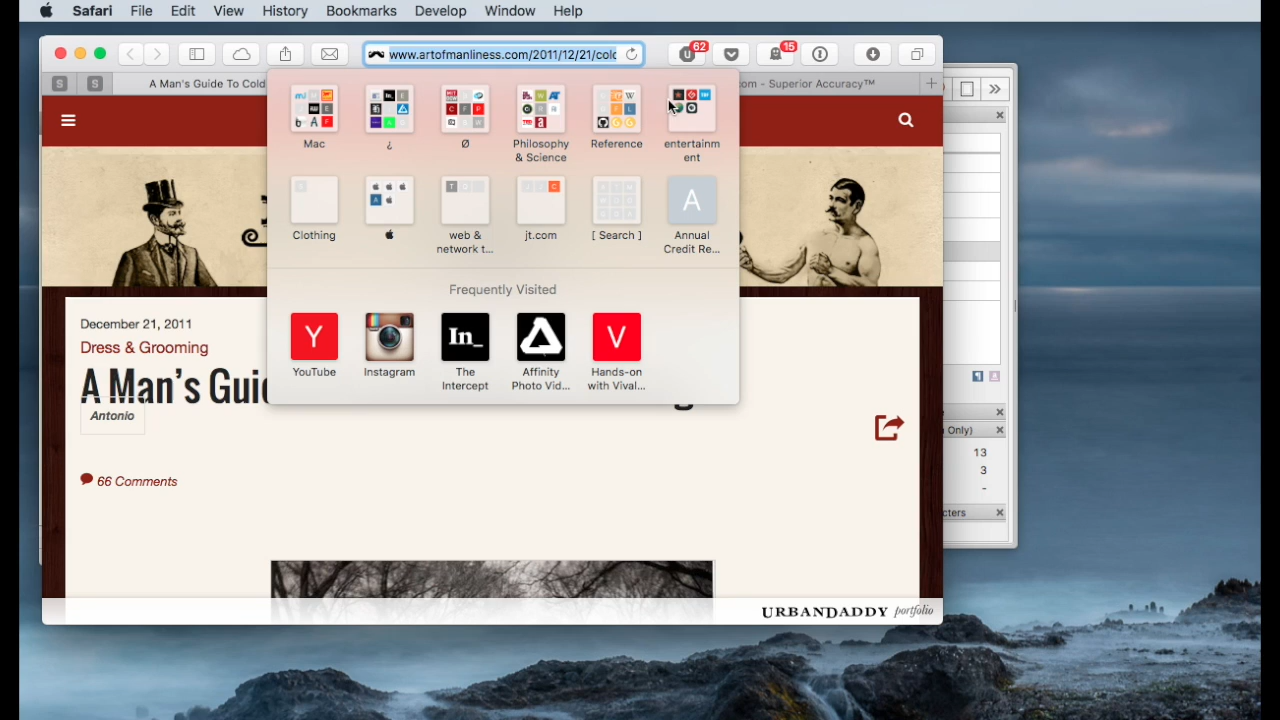 Safari File Edit View History Bookmarks Develop Window Help
www.artofmanliness.com/2011/12/21/cold
62
15
S
S
A Man's Guide To Cold
om - Superior Accuracy™
Mac
¿
Ø
Philosophy
& Science
Reference
entertainm
ent
Clothing
web &
network t...
jt.com
[ Search ]
A
Annual
Credit Re...
Frequently Visited
Y
In_
V
YouTube
Instagram
The
Intercept
Affinity
Photo Vid...
Hands-on
with Vival...
December 21, 2011
Dress & Grooming
A Man's Guid
g
Antonio
66 Comments
Only)
13
3
-
cters
URBANDADDY portfolio